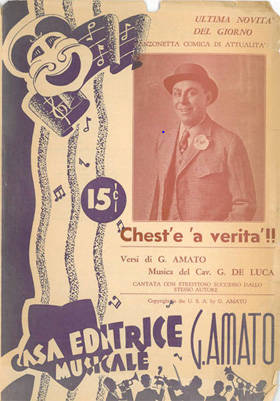 ULTIMA NOVITA'
DEL GIORNO
CANZONETTA COMICA DI ATTUALITA'
15¢
Chest'e 'a verita'!!
Versi di G. AMATO
Musica del Cav. G. DE LUCA
CANTATA CON STREPITOSO SUCCESSO DALLO
STESSO AUTORE
Copyright in the U. S. A. by G. AMATO
CASA EDITRICE
MUSICALE
G. AMATO